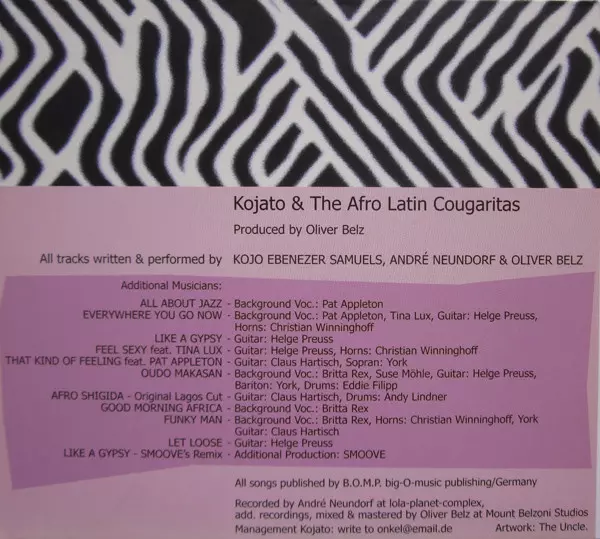 Kojato & The Afro Latin Cougaritas
Produced by Oliver Belz
All tracks written & performed by KOJO EBENEZER SAMUELS, ANDRÉ NEUNDORF & OLIVER BELZ
Additional Musicians:
ALL ABOUT JAZZ - Background Voc.: Pat Appleton
EVERYWHERE YOU GO NOW - Background Voc.: Pat Appleton, Tina Lux, Guitar: Helge Preuss,
Horns: Christian Winninghoff
LIKE A GYPSY - Guitar: Helge Preuss
FEEL SEXY feat. TINA LUX - Guitar: Helge Preuss, Horns: Christian Winninghoff
THAT KIND OF FEELING feat. PAT APPLETON - Guitar: Claus Hartisch, Sopran: York
OUDO MAKASAN - Background Voc.: Britta Rex, Suse Möhle, Guitar: Helge Preuss,
Bariton: York, Drums: Eddie Filipp
AFRO SHIGIDA - Original Lagos Cut - Guitar: Claus Hartisch, Drums: Andy Lindner
GOOD MORNING AFRICA - Background Voc.: Britta Rex
FUNKY MAN - Background Voc.: Britta Rex, Horns: Christian Winninghoff, York
Guitar: Claus Hartisch
LET LOOSE - Guitar: Helge Preuss
LIKE A GYPSY - SMOOVE's Remix - Additional Production: SMOOVE
All songs published by B.O.M.P. big-O-music publishing/Germany
Recorded by André Neundorf at lola-planet-complex,
add. recordings, mixed & mastered by Oliver Belz at Mount Belzoni Studios
Management Kojato: write to onkel@email.de Artwork: The Uncle.